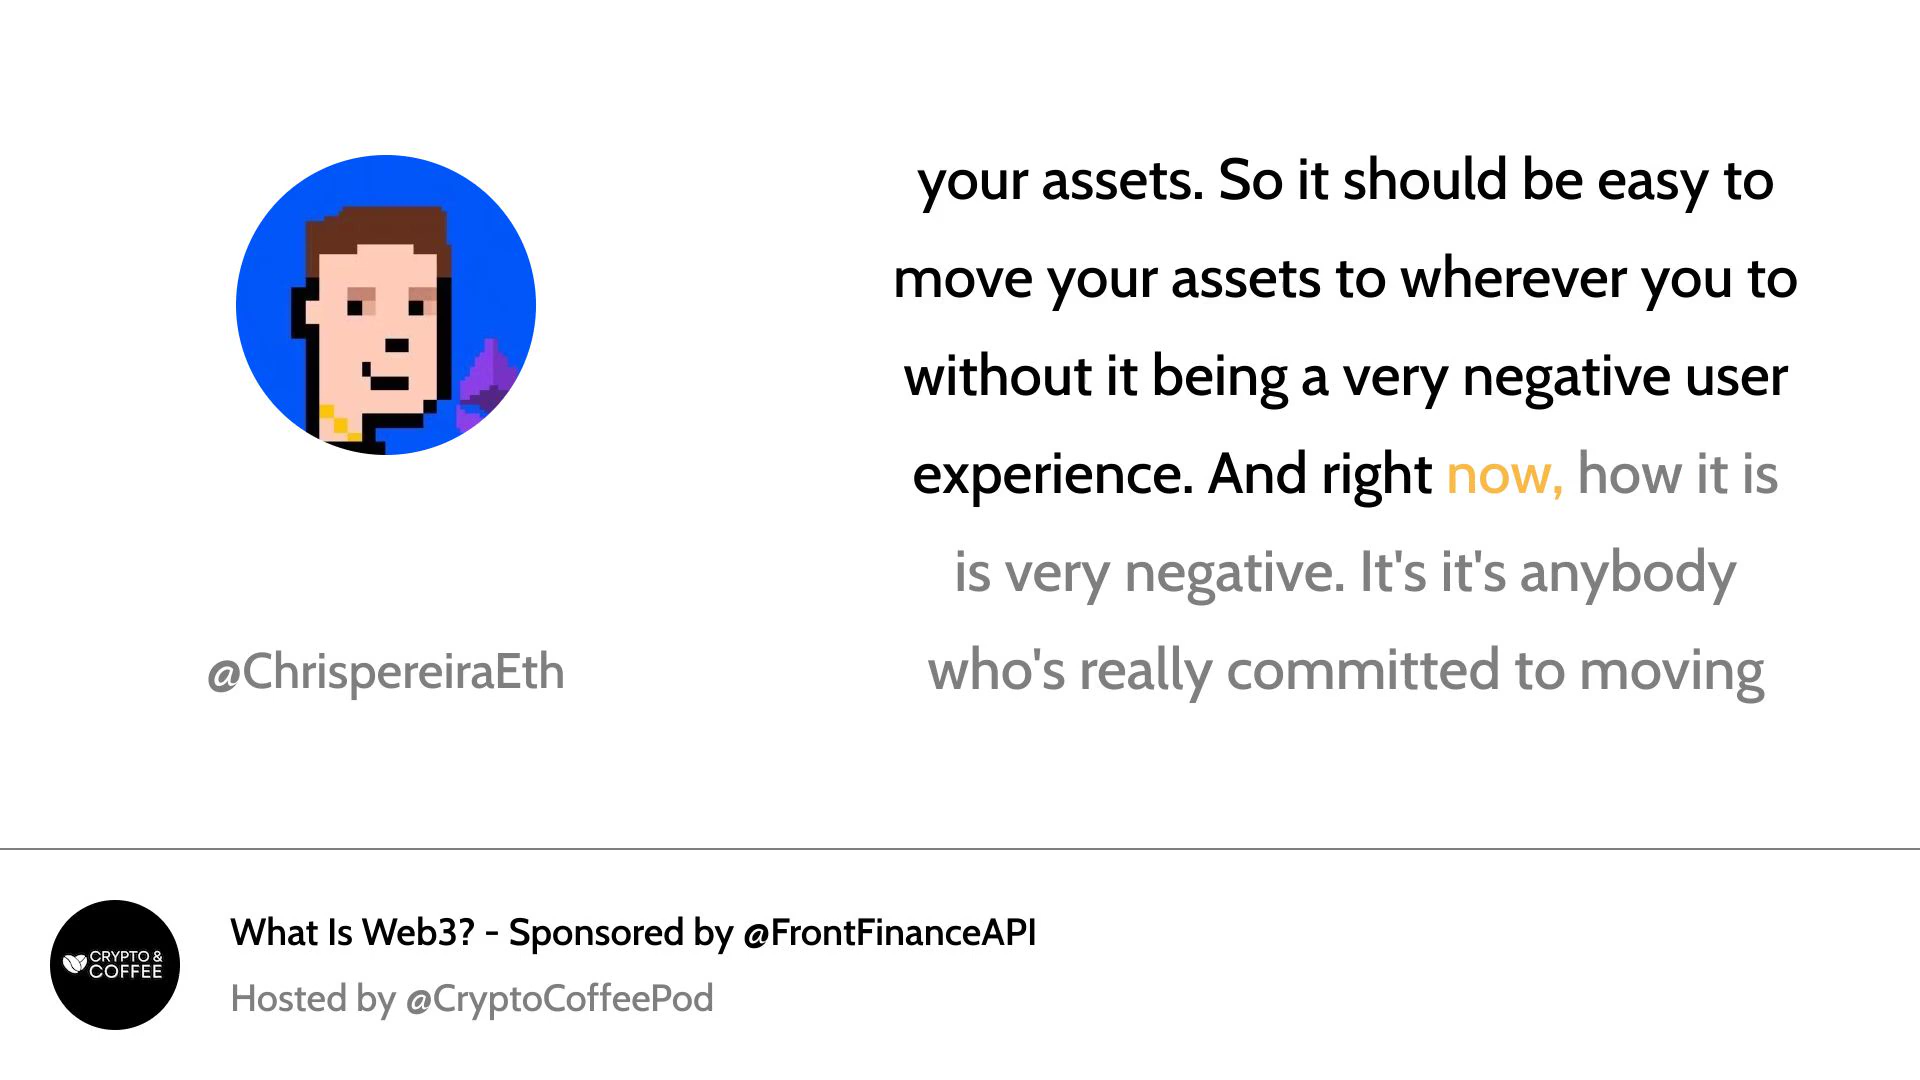 your assets. So it should be easy to
move your assets to wherever you to
without it being a very negative user
experience. And right now, how it is
is very negative. It's it's anybody
who's really committed to moving
@ChrispereiraEth
CRYPTO &
COFFEE
What Is Web3? - Sponsored by @FrontFinanceAPI
Hosted by @CryptoCoffeePod